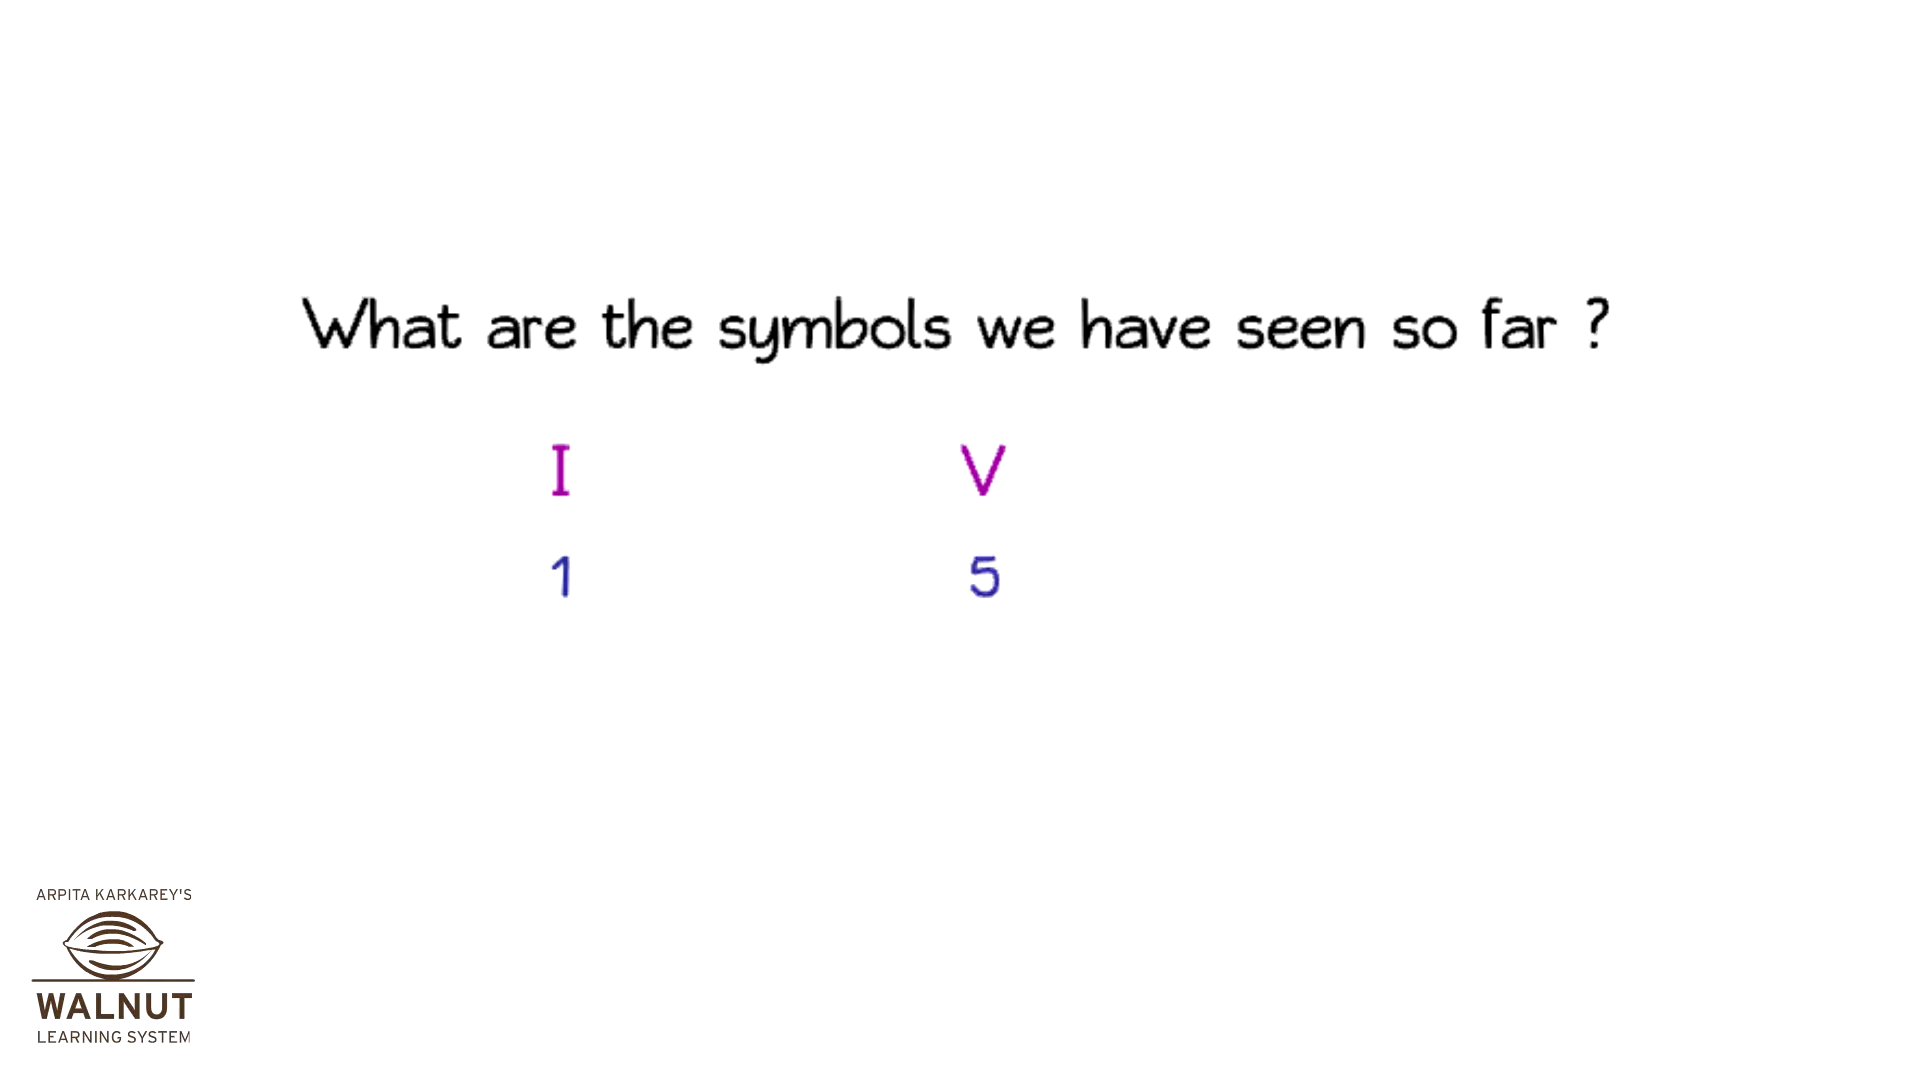 What are the symbols we have seen so far ?
I V
1 5
ARPITA KARKAREY'S
WALNUT
LEARNING SYSTEM